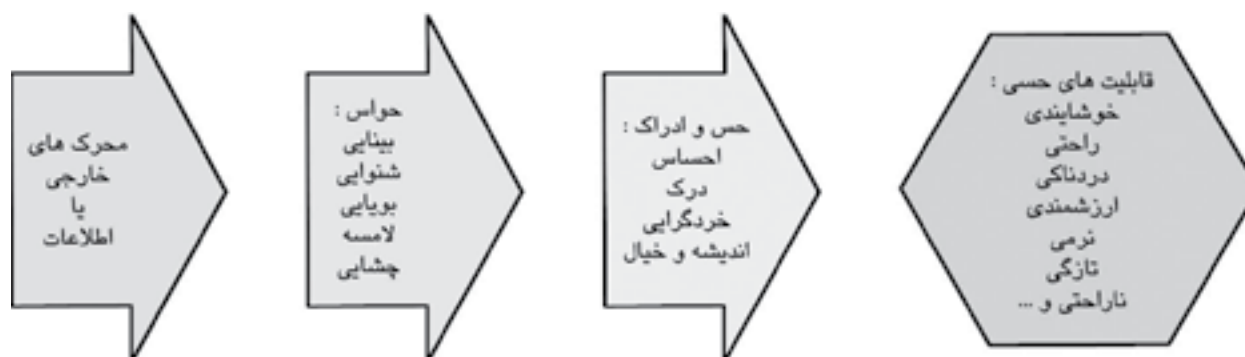 محرک های
خارجی
یا
اطلاعات
حواس :
بینایی
شنوایی
بویایی
لامسه
چشایی
حس و ادراک :
احساس
درک
خردگرایی
اندیشه و خیال
قابلیت های حسی :
خوشایندی
راحتی
دردناکی
ارزشمندی
نرمی
تازگی
ناراحتی و ...